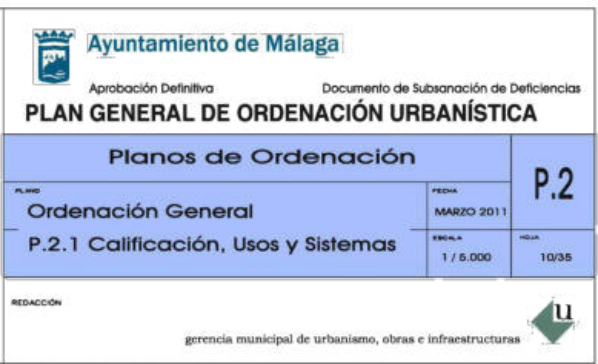 Ayuntamiento de Málaga
Aprobación Definitiva Documento de Subsanación de Deficiencias
PLAN GENERAL DE ORDENACIÓN URBANÍSTICA
Planos de Ordenación
P.2
PLANO
Ordenación General
FECHA
MARZO 2011
P.2.1 Calificación, Usos y Sistemas
ESCALA
1 / 5.000
HOJA
10/35
REDACCIÓN
u
gerencia municipal de urbanismo, obras e infraestructuras